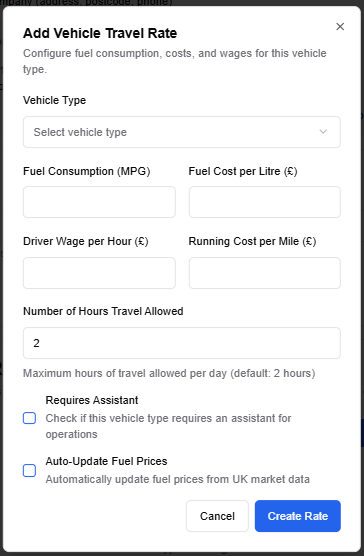 mpany (address, postcode, phone)
Add Vehicle Travel Rate
Configure fuel consumption, costs, and wages for this vehicle
type.
Vehicle Type
Select vehicle type
Fuel Consumption (MPG)
Fuel Cost per Litre (£)
Driver Wage per Hour (£)
Running Cost per Mile (£)
Number of Hours Travel Allowed
2
Maximum hours of travel allowed per day (default: 2 hours)
Requires Assistant
Check if this vehicle type requires an assistant for
operations
Auto-Update Fuel Prices
Automatically update fuel prices from UK market data
Cancel
Create Rate